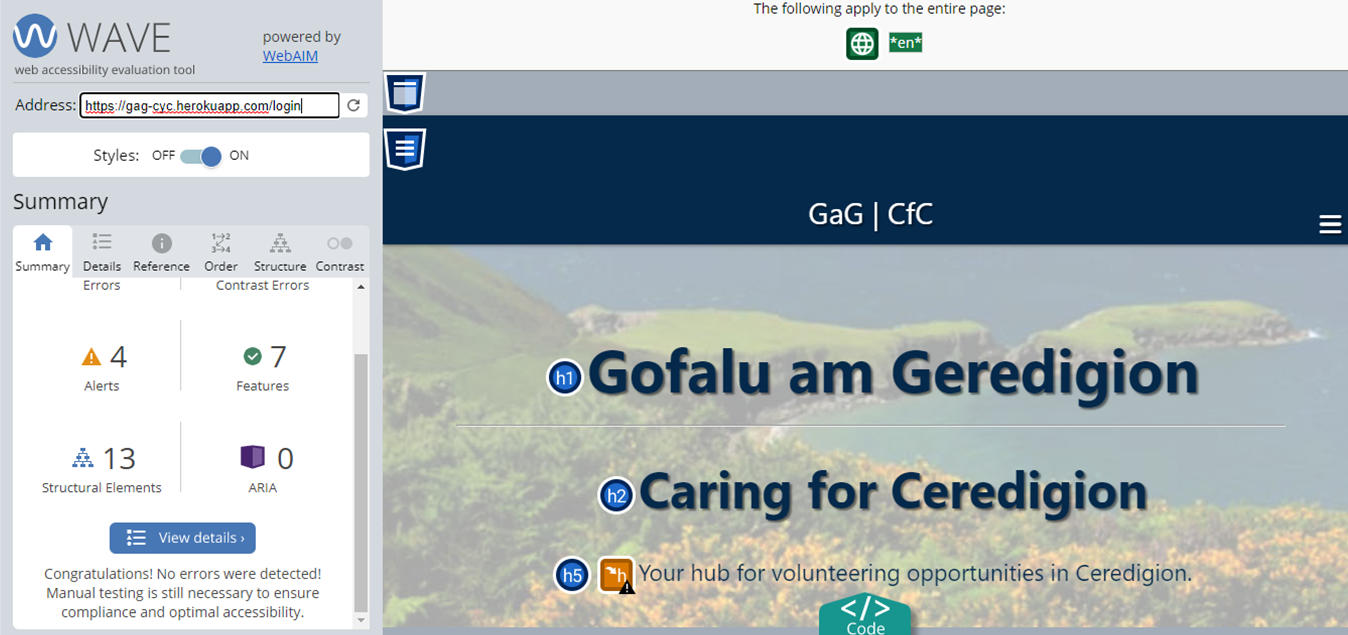 WAVE
web accessibility evaluation tool
powered by
WebAIM
Address: https://gag-cyc.herokuapp.com/login
Styles: OFF ON
Summary
Summary Details Reference Order Structure Contrast
Errors Contrast Errors
4 7
Alerts Features
13 0
Structural Elements ARIA
View details ›
Congratulations! No errors were detected!
Manual testing is still necessary to ensure
compliance and optimal accessibility.
The following apply to the entire page:
*en*
GaG | CfC
h1 Gofalu am Geredigion
h2 Caring for Ceredigion
h5 h Your hub for volunteering opportunities in Ceredigion.
</>
Code